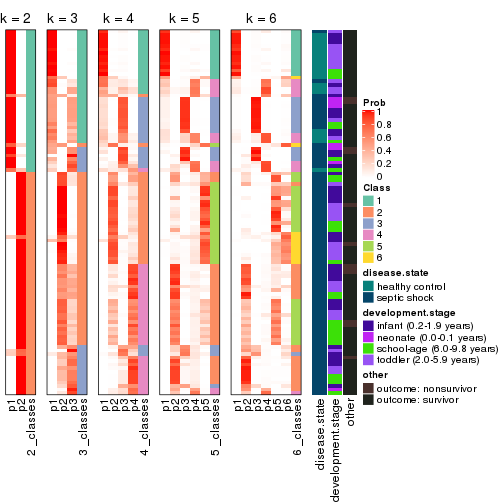 k = 2 k = 3 k = 4 k = 5 k = 6
Prob
1
0.8
0.6
0.4
0.2
0
Class
1
2
3
4
5
6
disease.state
healthy control
septic shock
development.stage
infant (0.2-1.9 years)
neonate (0.0-0.1 years)
school-age (6.0-9.8 years)
toddler (2.0-5.9 years)
other
outcome: nonsurvivor
outcome: survivor
p1
p2
2_classes
p1
p2
p3
3_classes
p1
p2
p3
p4
4_classes
p1
p2
p3
p4
p5
5_classes
p1
p2
p3
p4
p5
p6
6_classes
disease.state
development.stage
other